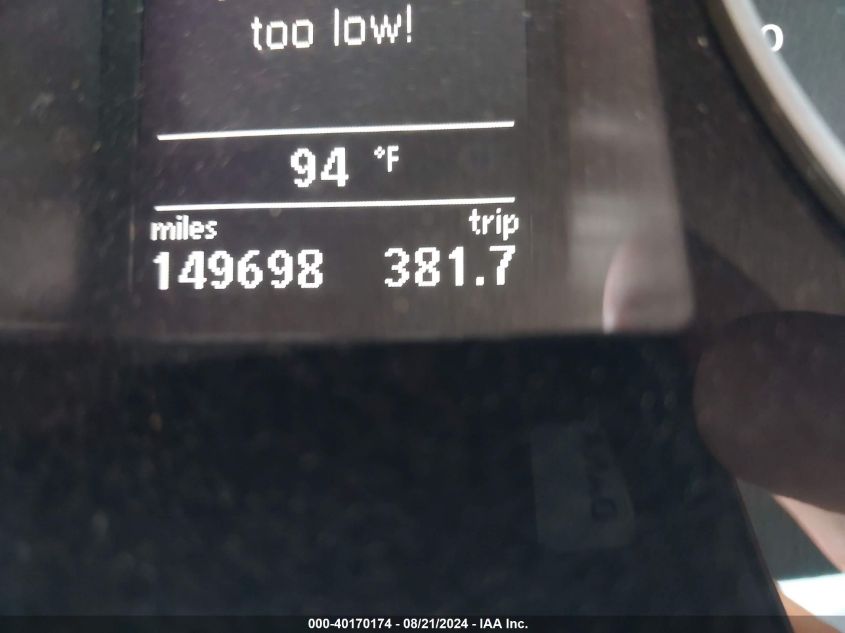 too low!
94 °F
miles trip
149698 381.7
000-40170174 - 08/21/2024 - IAA Inc.